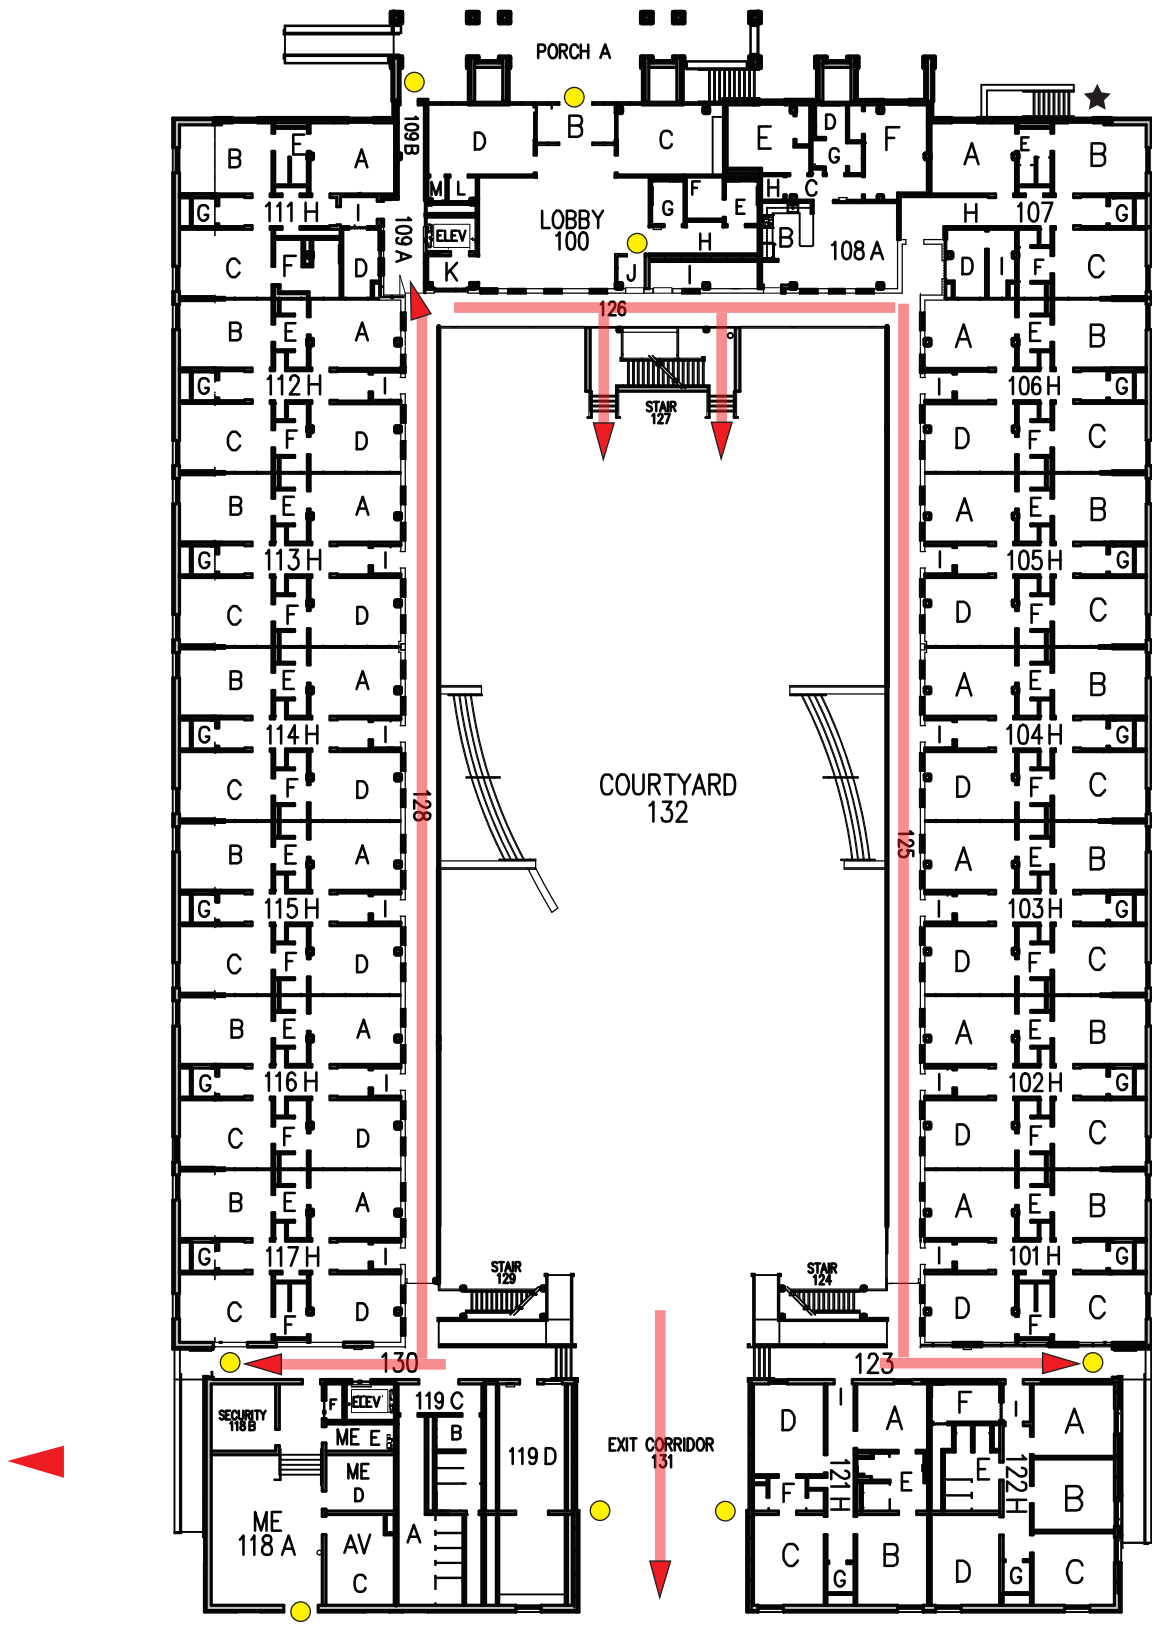 PORCH A
109 B
D
B
C
E
D
G
F
B
E
A
A
E
B
M
L
H
C
G
F
E
G
111 H
I
109 A
ELEV
LOBBY
100
H
B
108 A
H
107
G
C
F
D
K
J
I
D
I
F
C
126
B
E
A
A
E
B
G
112 H
I
I
106 H
G
STAIR
127
C
F
D
D
F
C
B
E
A
A
E
B
G
113 H
I
I
105 H
G
C
F
D
D
F
C
B
E
A
A
E
B
G
114 H
I
I
104 H
G
C
F
D
COURTYARD
132
D
F
C
128
125
B
E
A
A
E
B
G
115 H
I
I
103 H
G
C
F
D
D
F
C
B
E
A
A
E
B
G
116 H
I
I
102 H
G
C
F
D
D
F
C
B
E
A
A
E
B
G
117 H
I
I
101 H
G
STAIR
129
STAIR
124
C
F
D
D
F
C
130
123
SECURITY
118 B
F
ELEV
119 C
ME E
B
119 D
ME
D
ME
118 A
AV
C
A
EXIT CORRIDOR
131
D
I
A
F
I
A
121 H
E
E
122 H
F
B
C
G
B
D
G
C